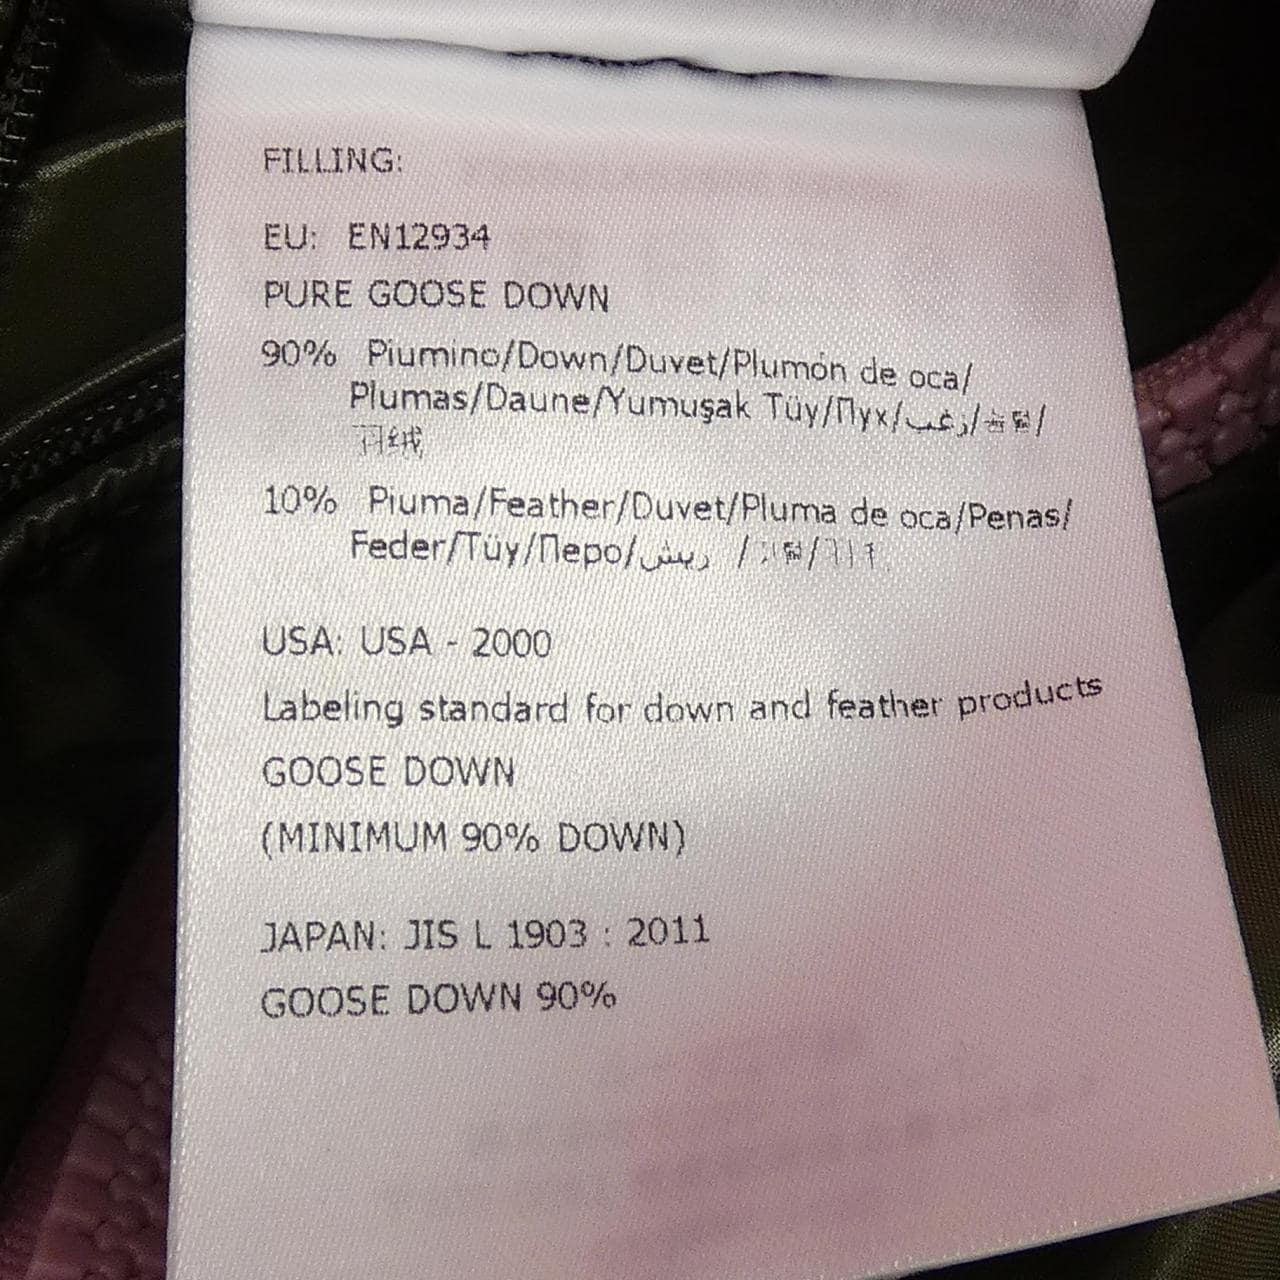 FILLING:
EU: EN12934
PURE GOOSE DOWN
90% Piumino/Down/Duvet/Plumón de oca/
Plumas/Daune/Yumuşak Tüy/Пух/زغب/
羽绒
10% Piuma/Feather/Duvet/Pluma de oca/Penas/
Feder/Tüy/Перо/ريش /
USA: USA - 2000
Labeling standard for down and feather products
GOOSE DOWN
(MINIMUM 90% DOWN)
JAPAN: JIS L 1903 : 2011
GOOSE DOWN 90%